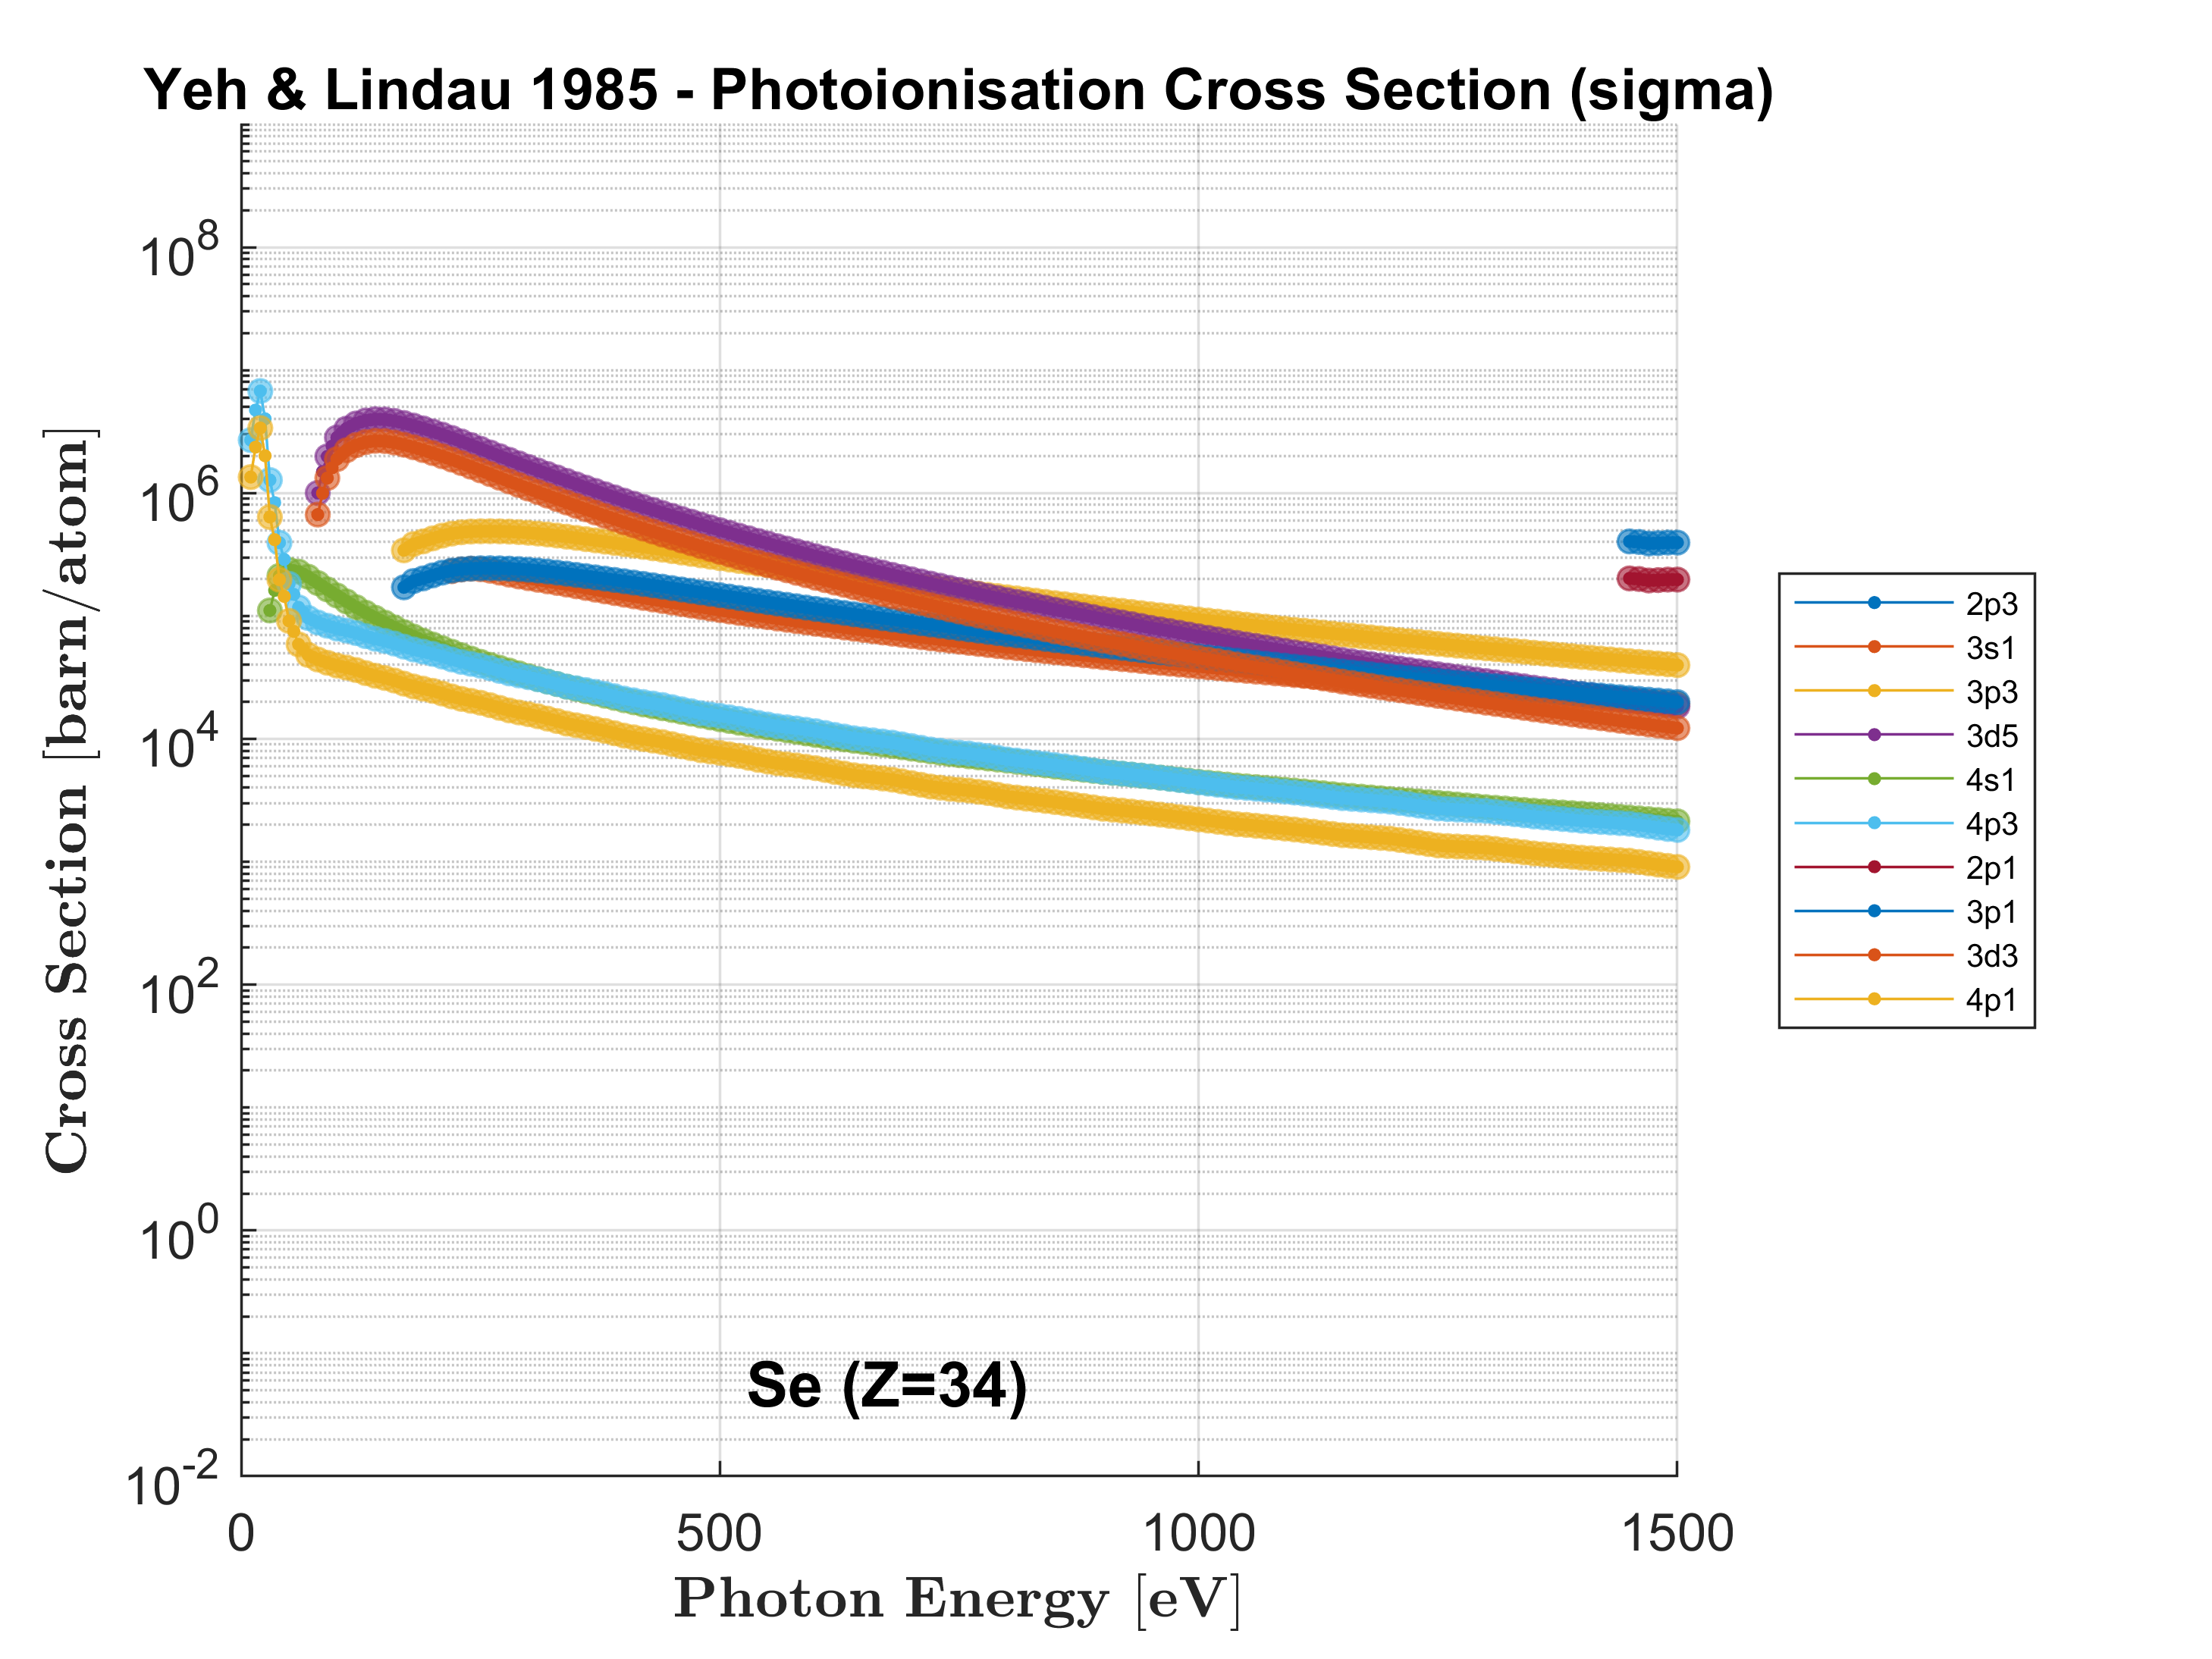 Yeh & Lindau 1985 - Photoionisation Cross Section (sigma)
10^8
10^6
10^4
10^2
10^0
10^-2
Cross Section [barn/atom]
0 500 1000 1500
Photon Energy [eV]
Se (Z=34)
2p3
3s1
3p3
3d5
4s1
4p3
2p1
3p1
3d3
4p1